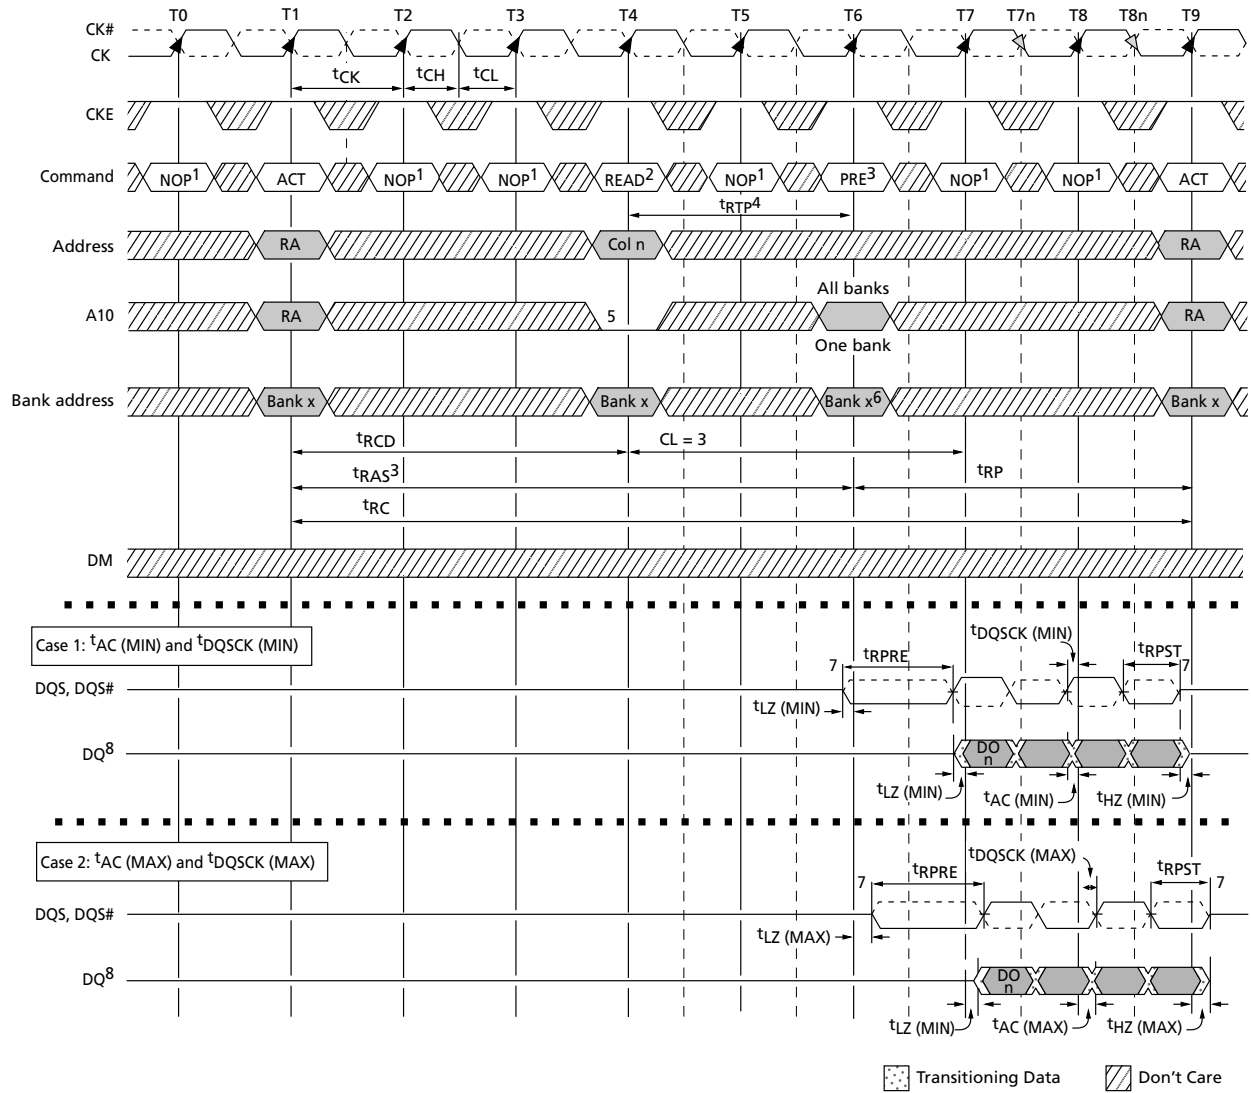 T0 T1 T2 T3 T4 T5 T6 T7 T7n T8 T8n T9
CK#
CK
tCK tCH tCL
CKE
Command NOP1 ACT NOP1 NOP1 READ2 NOP1 PRE3 NOP1 NOP1 ACT
tRTP4
Address RA Col n RA
All banks
A10 RA 5 RA
One bank
Bank address Bank x Bank x Bank x6 Bank x
tRCD CL = 3
tRAS3 tRP
tRC
DM
Case 1: tAC (MIN) and tDQSCK (MIN)
tDQSCK (MIN)
7 tRPRE tRPST 7
DQS, DQS#
tLZ (MIN)
DQ8 DO n
tLZ (MIN) tAC (MIN) tHZ (MIN)
Case 2: tAC (MAX) and tDQSCK (MAX)
tDQSCK (MAX)
7 tRPRE tRPST 7
DQS, DQS#
tLZ (MAX)
DQ8 DO n
tLZ (MIN) tAC (MAX) tHZ (MAX)
Transitioning Data Don't Care